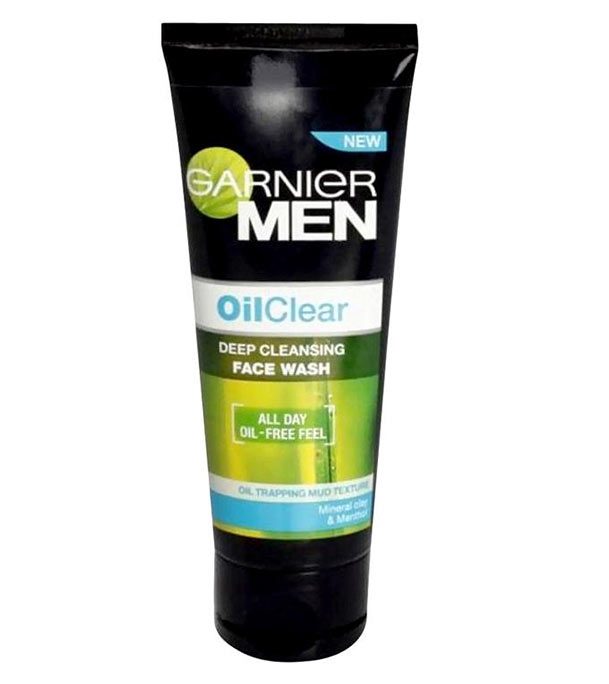 NEW
GARNIER
MEN
OilClear
DEEP CLEANSING
FACE WASH
ALL DAY
OIL-FREE FEEL
OIL TRAPPING MUD TEXTURE
Mineral clay
& Menthol